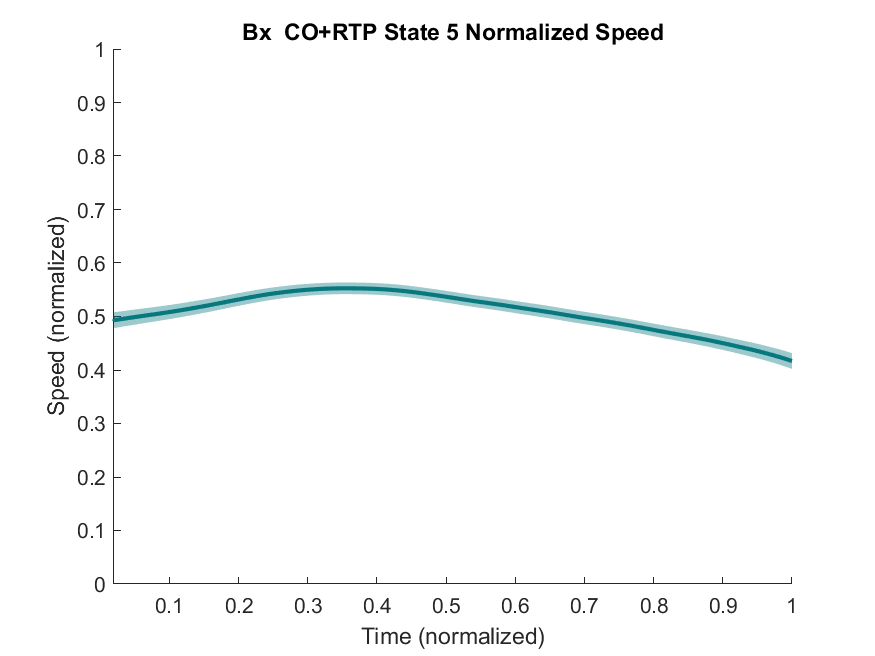 Bx  CO+RTP State 5 Normalized Speed
1
0.9
0.8
0.7
0.6
0.5
0.4
0.3
0.2
0.1
0
Speed (normalized)
0.1 0.2 0.3 0.4 0.5 0.6 0.7 0.8 0.9 1
Time (normalized)